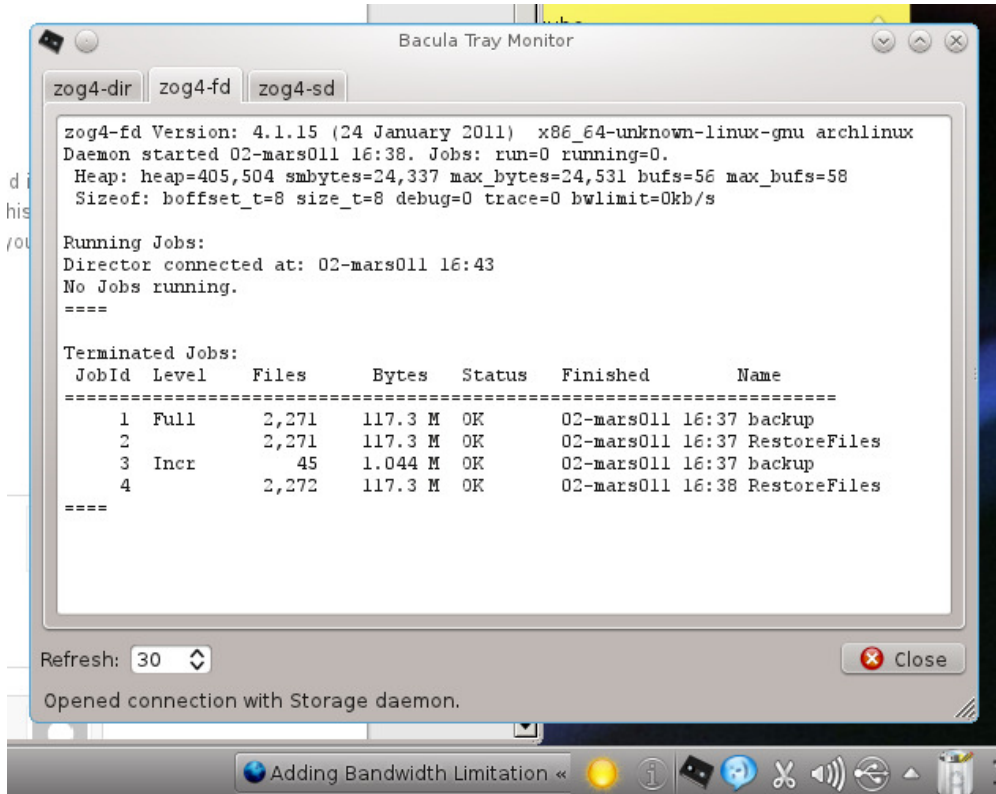 Bacula Tray Monitor
zog4-dir zog4-fd zog4-sd
zog4-fd Version: 4.1.15 (24 January 2011)  x86_64-unknown-linux-gnu archlinux
Daemon started 02-mars011 16:38. Jobs: run=0 running=0.
 Heap: heap=405,504 smbytes=24,337 max_bytes=24,531 bufs=56 max_bufs=58
 Sizeof: boffset_t=8 size_t=8 debug=0 trace=0 bwlimit=0kb/s
Running Jobs:
Director connected at: 02-mars011 16:43
No Jobs running.
====
Terminated Jobs:
 JobId  Level    Files      Bytes   Status   Finished        Name
======================================================================
     1  Full      2,271    117.3 M  OK       02-mars011 16:37 backup
     2            2,271    117.3 M  OK       02-mars011 16:37 RestoreFiles
     3  Incr         45    1.044 M  OK       02-mars011 16:37 backup
     4            2,272    117.3 M  OK       02-mars011 16:38 RestoreFiles
====
Refresh: 30
Close
Opened connection with Storage daemon.
Adding Bandwidth Limitation «